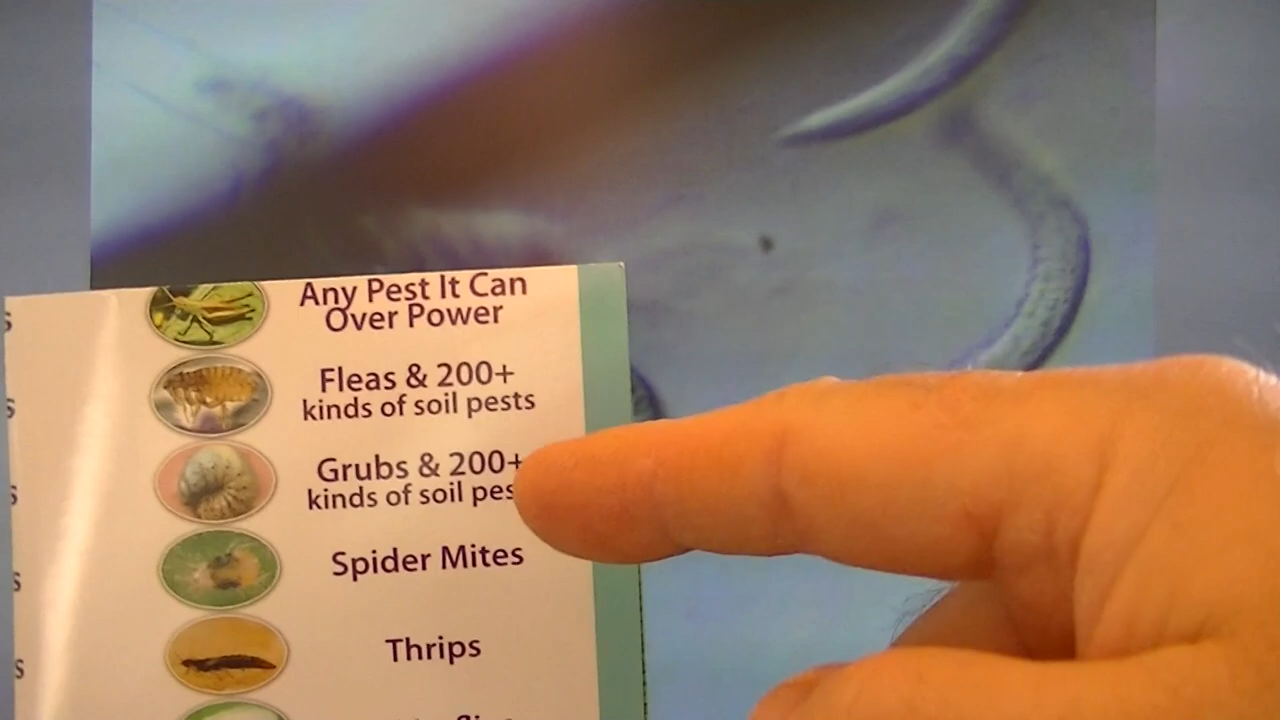 Any Pest It Can
Over Power
Fleas & 200+
kinds of soil pests
Grubs & 200+
kinds of soil pes
Spider Mites
Thrips